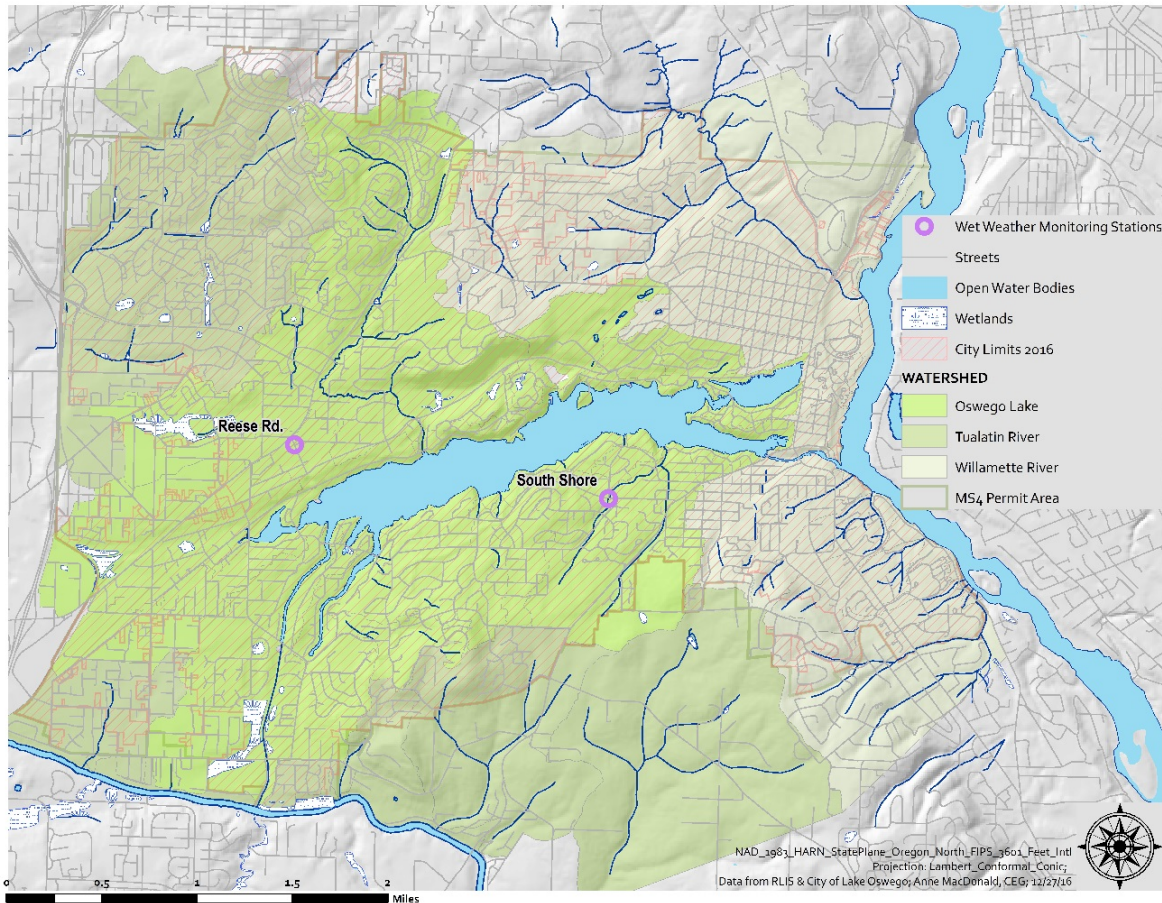 Reese Rd.
South Shore
Wet Weather Monitoring Stations
Streets
Open Water Bodies
Wetlands
City Limits 2016
WATERSHED
Oswego Lake
Tualatin River
Willamette River
MS4 Permit Area
NAD_1983_HARN_StatePlane_Oregon_North_FIPS_3601_Feet_Intl
Projection: Lambert_Conformal_Conic;
Data from RLIS & City of Lake Oswego; Anne MacDonald, CEG; 12/27/16
0 0.5 1 1.5 2
Miles